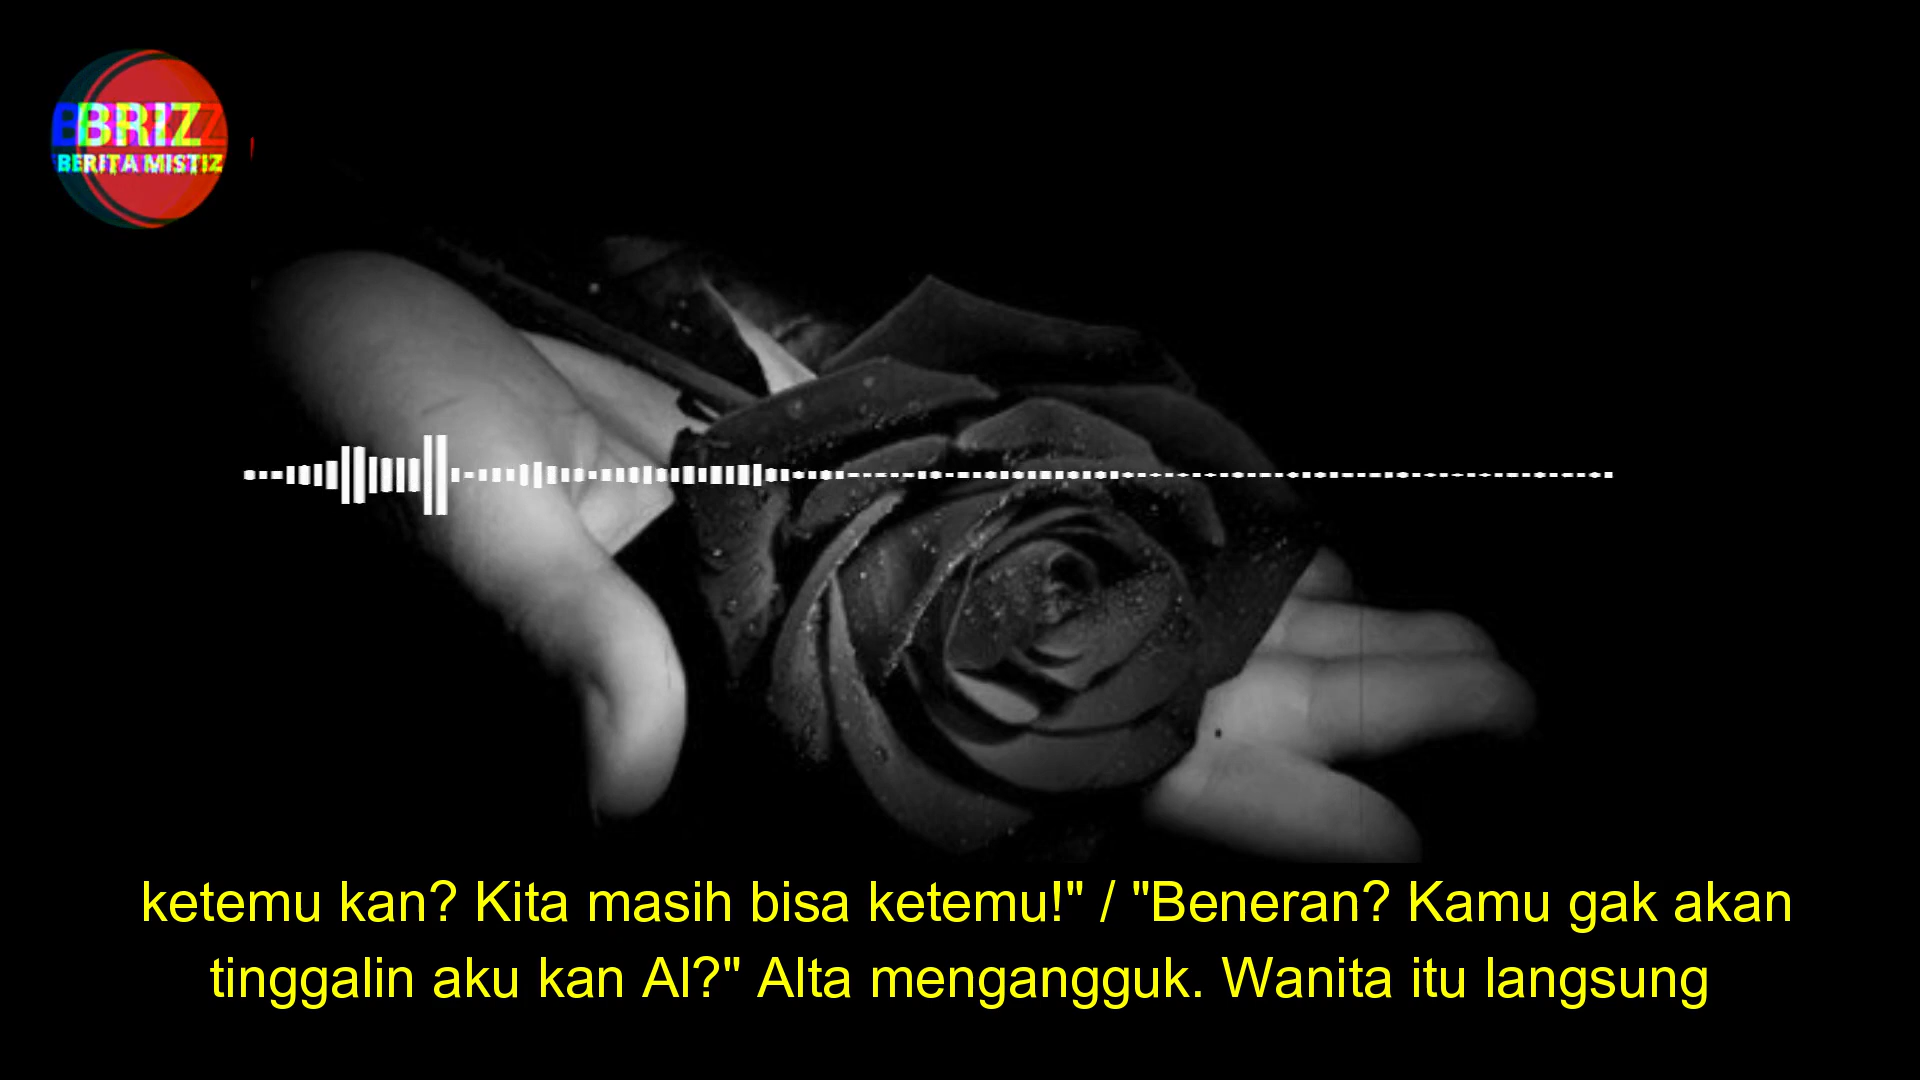 BRIZ
BERITA MISTIZ
ketemu kan? Kita masih bisa ketemu!" / "Beneran? Kamu gak akan
tinggalin aku kan Al?" Alta mengangguk. Wanita itu langsung